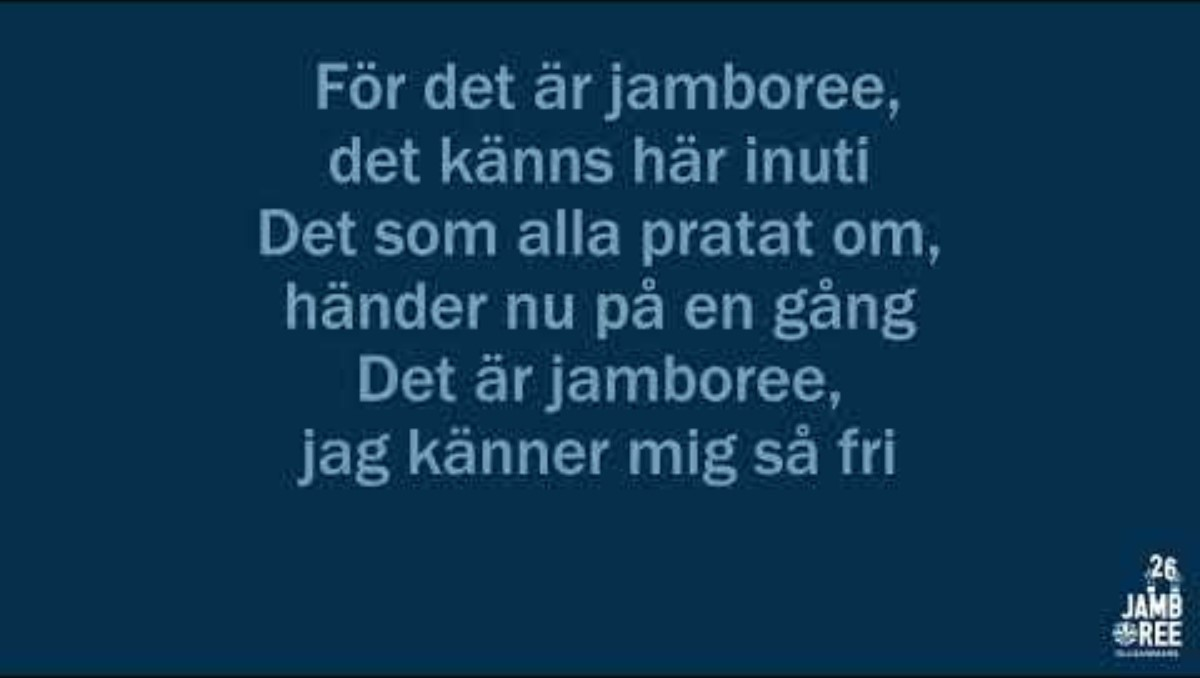 För det är jamboree,
det känns här inuti
Det som alla pratat om,
händer nu på en gång
Det är jamboree,
jag känner mig så fri
26
JAMB
REE